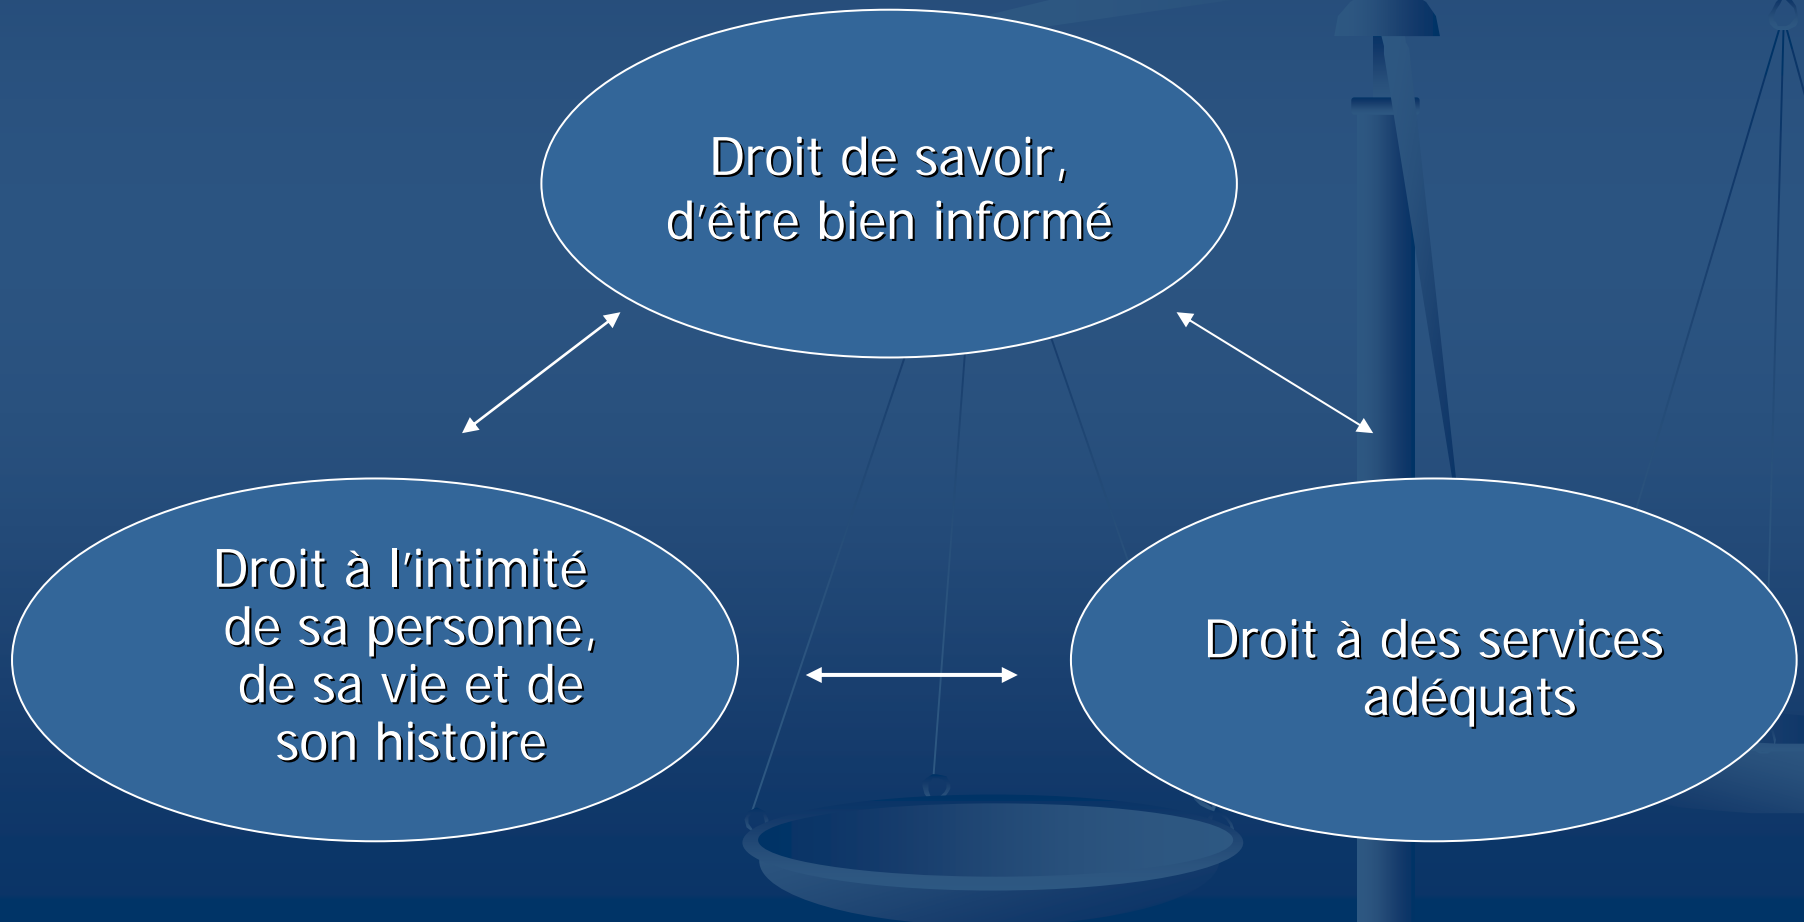 Droit de savoir,
d'être bien informé
Droit à l'intimité
de sa personne,
de sa vie et de
son histoire
Droit à des services
adéquats